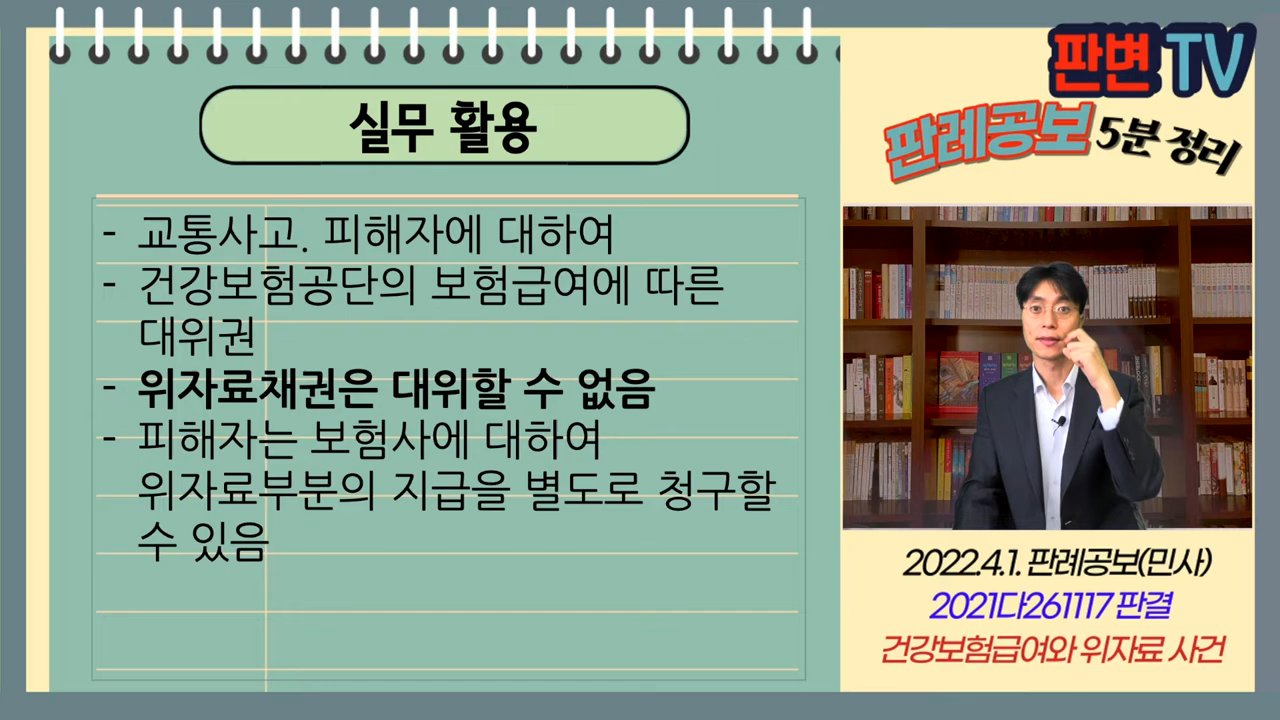 실무 활용
- 교통사고. 피해자에 대하여
- 건강보험공단의 보험급여에 따른
대위권
- 위자료채권은 대위할 수 없음
- 피해자는 보험사에 대하여
위자료부분의 지급을 별도로 청구할
수 있음
판변 TV
판례공보 5분 정리
2022.4.1. 판례공보(민사)
2021다261117 판결
건강보험급여와 위자료 사건